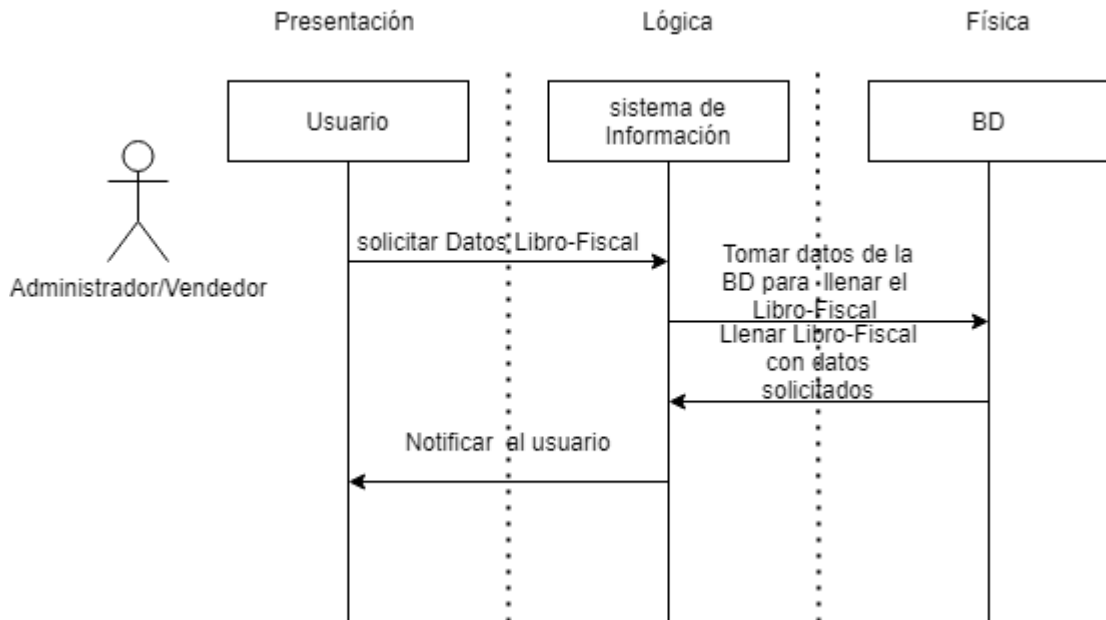 Presentación
Lógica
Física
Usuario
sistema de
Información
BD
Administrador/Vendedor
solicitar Datos Libro-Fiscal
Tomar datos de la
BD para llenar el
Libro-Fiscal
Llenar Libro-Fiscal
con datos
solicitados
Notificar al usuario